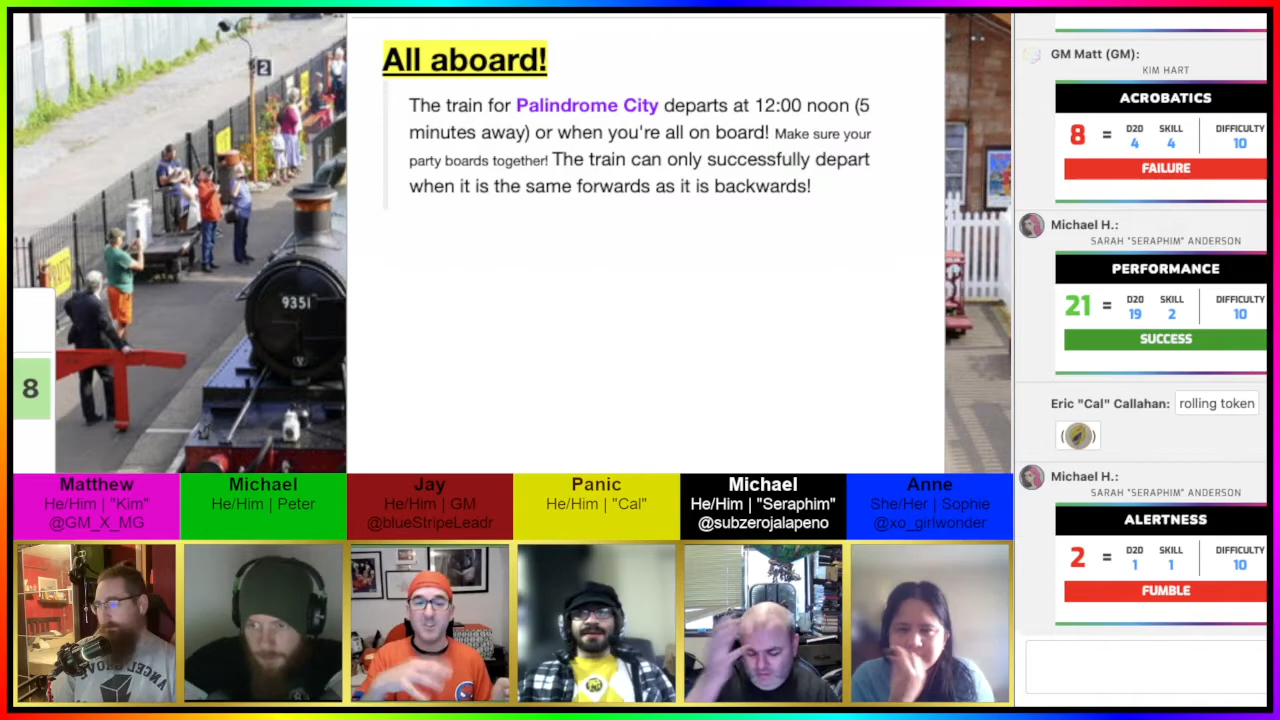 2
All aboard!
The train for Palindrome City departs at 12:00 noon (5
minutes away) or when you're all on board! Make sure your
party boards together! The train can only successfully depart
when it is the same forwards as it is backwards!
9351
8
GM Matt (GM):
KIM HART
ACROBATICS
8 = D20 4 SKILL 4 DIFFICULTY 10
FAILURE
Michael H.:
SARAH "SERAPHIM" ANDERSON
PERFORMANCE
21 = D20 19 SKILL 2 DIFFICULTY 10
SUCCESS
Eric "Cal" Callahan: rolling token
Michael H.:
SARAH "SERAPHIM" ANDERSON
ALERTNESS
2 = D20 1 SKILL 1 DIFFICULTY 10
FUMBLE
Matthew
He/Him | "Kim"
@GM_X_MG
Michael
He/Him | Peter
Jay
He/Him | GM
@blueStripeLeadr
Panic
He/Him | "Cal"
Michael
He/Him | "Seraphim"
@subzerojalapeno
Anne
She/Her | Sophie
@xo_girlwonder
ANGEL GROVE